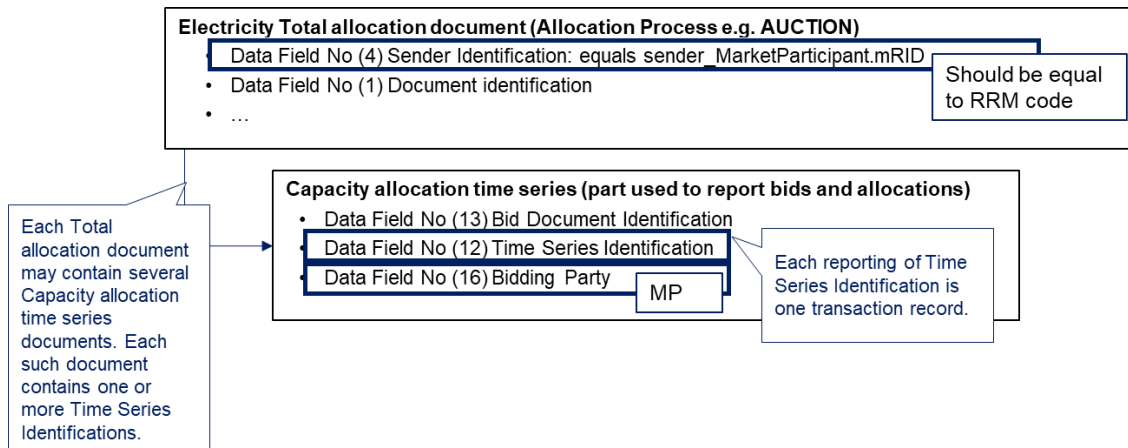 Electricity Total allocation document (Allocation Process e.g. AUCTION)
• Data Field No (4) Sender Identification: equals sender_MarketParticipant.mRID
Should be equal
to RRM code
• Data Field No (1) Document identification
• ...
Capacity allocation time series (part used to report bids and allocations)
• Data Field No (13) Bid Document Identification
• Data Field No (12) Time Series Identification
• Data Field No (16) Bidding Party
MP
Each reporting of Time
Series Identification is
one transaction record.
Each Total
allocation document
may contain several
Capacity allocation
time series
documents. Each
such document
contains one or
more Time Series
Identifications.